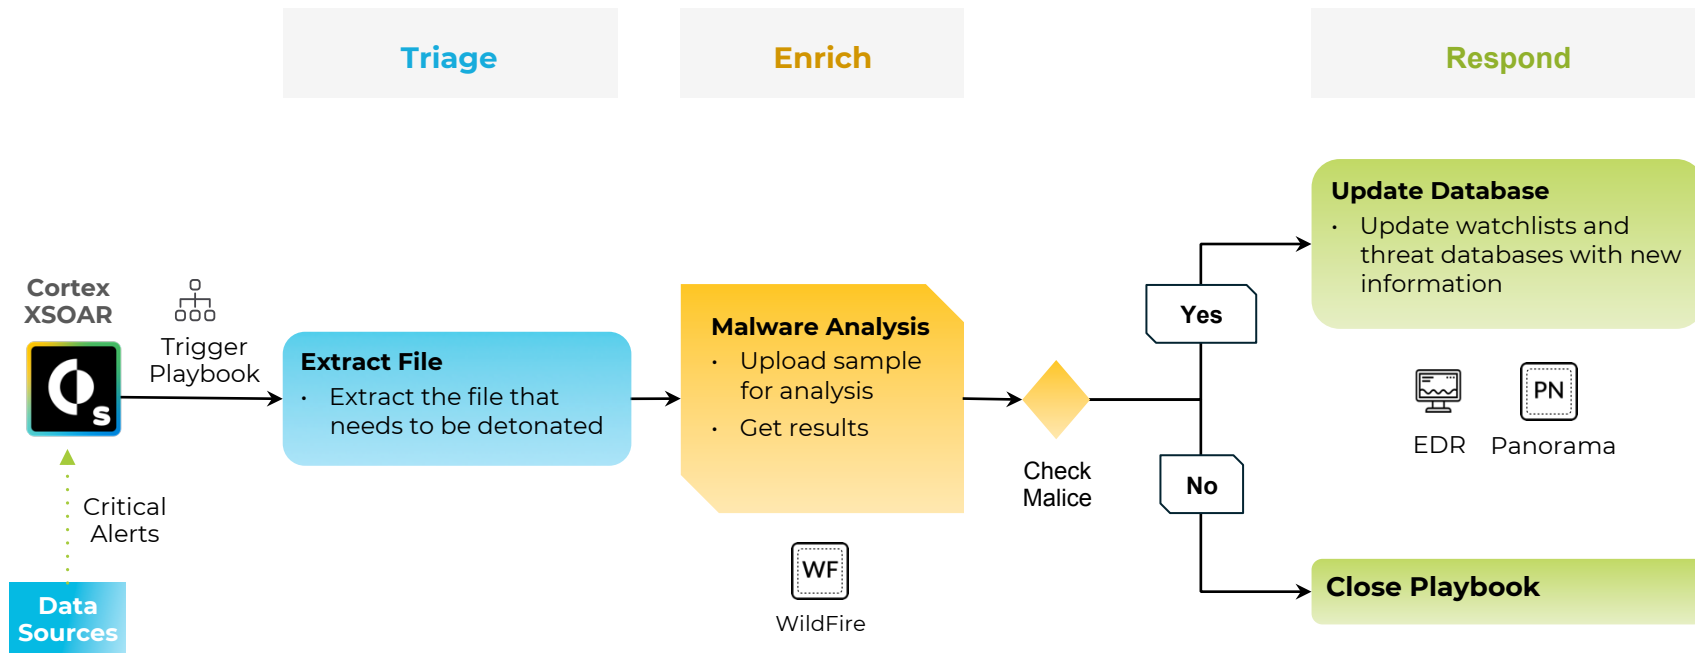 Triage
Enrich
Respond
Cortex
XSOAR
s
Trigger
Playbook
Critical
Alerts
Data
Sources
Extract File
• Extract the file that
needs to be detonated
Malware Analysis
• Upload sample
for analysis
• Get results
WF
WildFire
Check
Malice
Yes
No
Update Database
• Update watchlists and
threat databases with new
information
EDR
PN
Panorama
Close Playbook